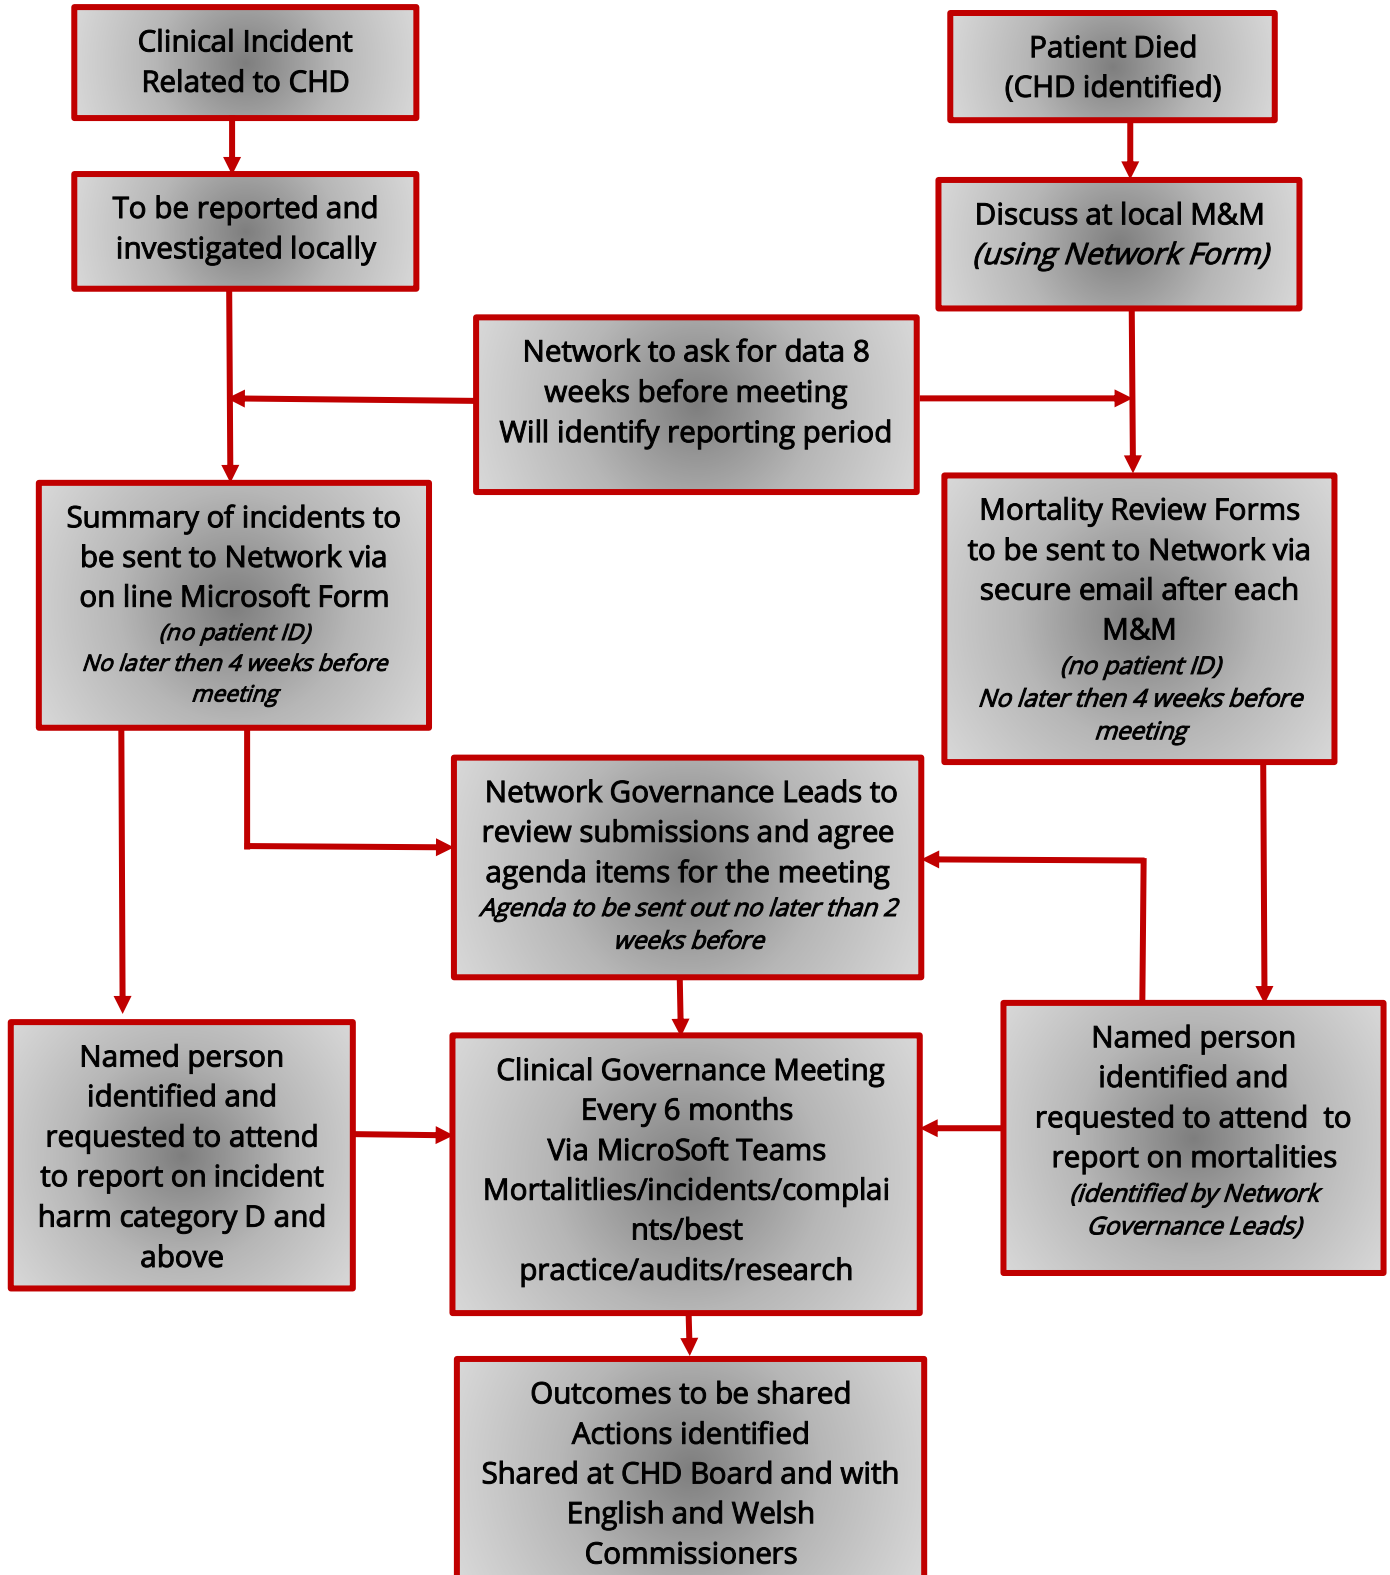 Clinical Incident
Related to CHD
Patient Died
(CHD identified)
To be reported and
investigated locally
Discuss at local M&M
(using Network Form)
Network to ask for data 8
weeks before meeting
Will identify reporting period
Summary of incidents to
be sent to Network via
on line Microsoft Form
(no patient ID)
No later then 4 weeks before
meeting
Mortality Review Forms
to be sent to Network via
secure email after each
M&M
(no patient ID)
No later then 4 weeks before
meeting
Network Governance Leads to
review submissions and agree
agenda items for the meeting
Agenda to be sent out no later than 2
weeks before
Named person
identified and
requested to attend
to report on incident
harm category D and
above
Clinical Governance Meeting
Every 6 months
Via MicroSoft Teams
Mortalitlies/incidents/complai
nts/best
practice/audits/research
Named person
identified and
requested to attend  to
report on mortalities
(identified by Network
Governance Leads)
Outcomes to be shared
Actions identified
Shared at CHD Board and with
English and Welsh
Commissioners